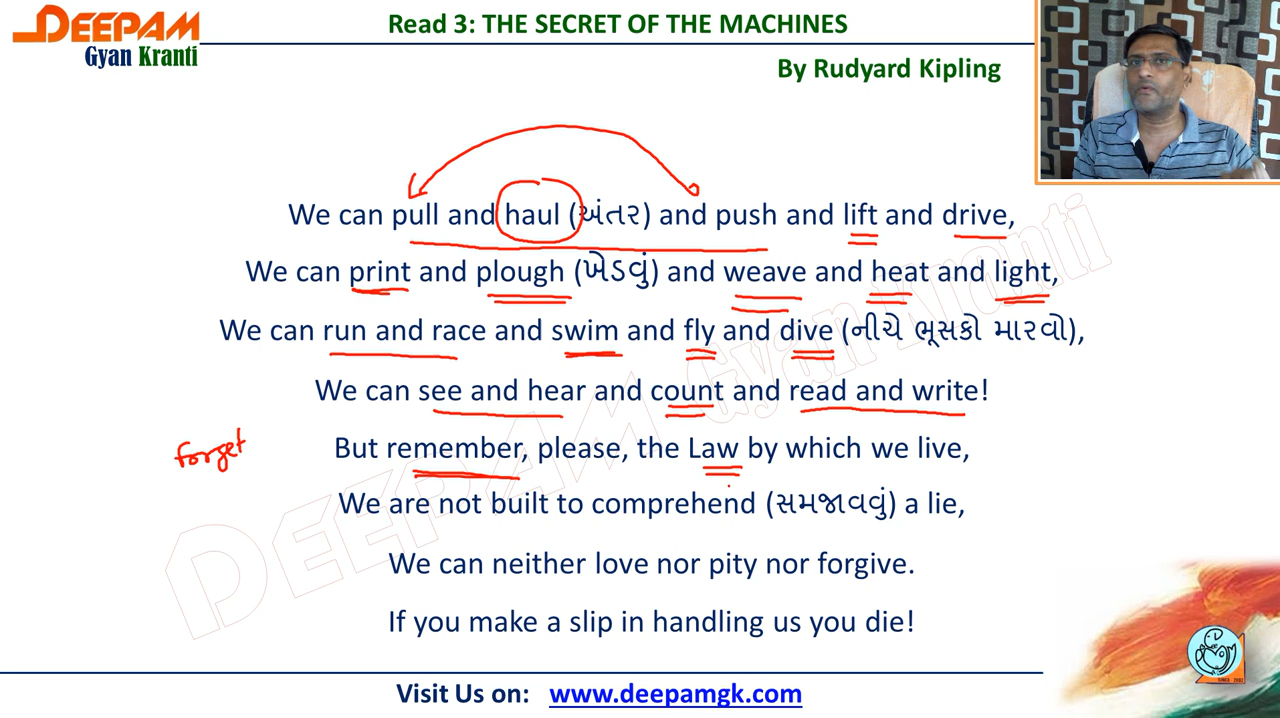 DEEPAM
Gyan Kranti
Read 3: THE SECRET OF THE MACHINES
By Rudyard Kipling
We can pull and haul (અંતર) and push and lift and drive,
We can print and plough (ખેડવું) and weave and heat and light,
We can run and race and swim and fly and dive (નીચે ભૂસકો મારવો),
We can see and hear and count and read and write!
forget
But remember, please, the Law by which we live,
We are not built to comprehend (સમજાવવું) a lie,
We can neither love nor pity nor forgive.
If you make a slip in handling us you die!
DEEPAM Gyan Kranti
Visit Us on: www.deepamgk.com